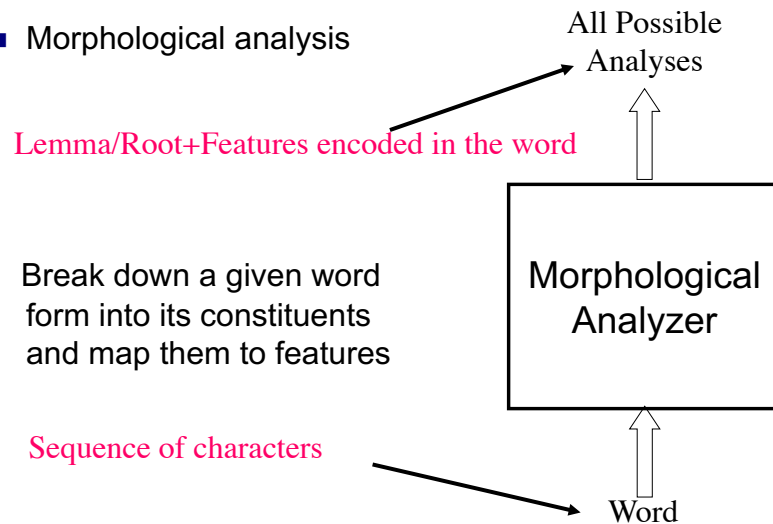 Morphological analysis
All Possible
Analyses
Lemma/Root+Features encoded in the word
Break down a given word
form into its constituents
and map them to features
Morphological
Analyzer
Sequence of characters
Word